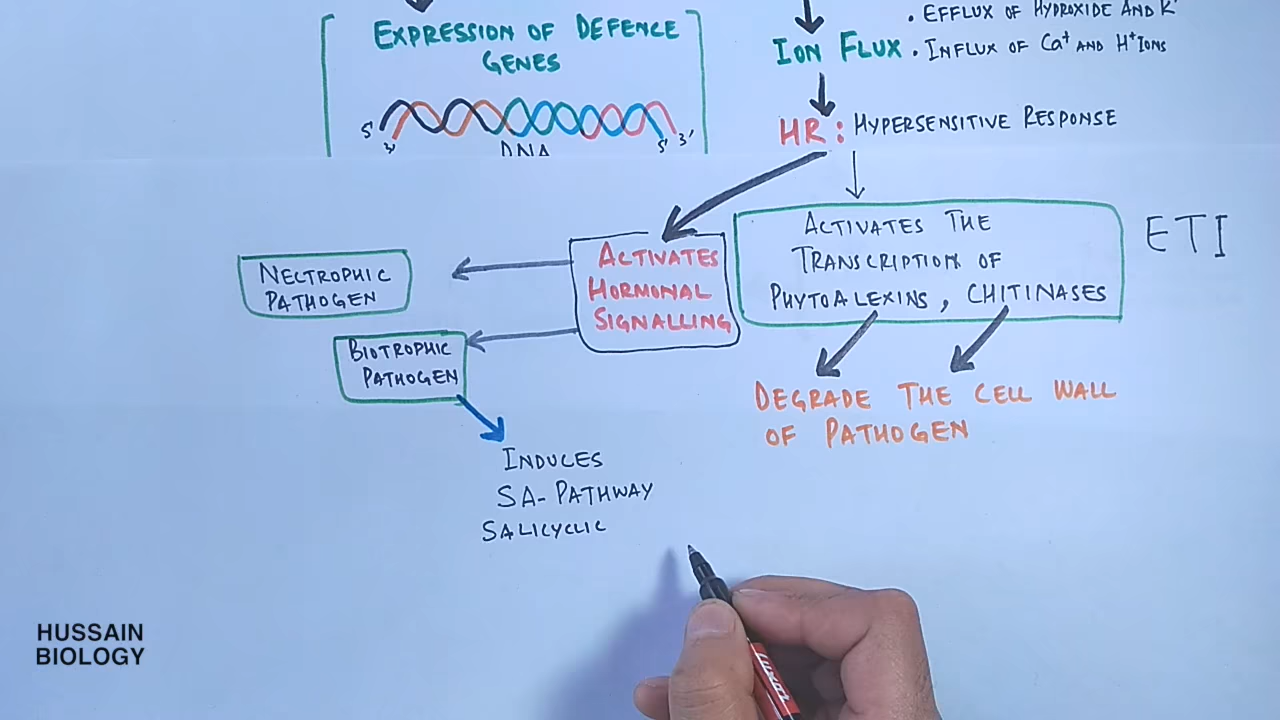 EXPRESSION OF DEFENCE
GENES
5'
3'
DNA
5'
3'
. EFFLUX OF HYDROXIDE AND K⁺
ION FLUX . INFLUX OF Ca⁺ AND H⁺ IONS
HR : HYPERSENSITIVE RESPONSE
ACTIVATES THE
TRANSCRIPTION OF
PHYTOALEXINS, CHITINASES
ETI
ACTIVATES
HORMONAL
SIGNALLING
NECTROPHIC
PATHOGEN
BIOTROPHIC
PATHOGEN
DEGRADE THE CELL WALL
OF PATHOGEN
INDUCES
SA-PATHWAY
SALICYCLIC
HUSSAIN
BIOLOGY
Luxor